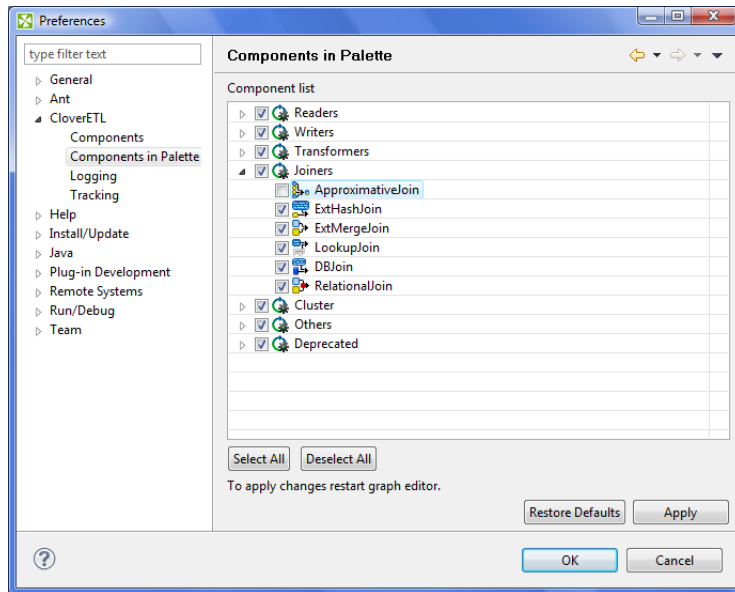 Preferences
type filter text
General
Ant
CloverETL
Components
Components in Palette
Logging
Tracking
Help
Install/Update
Java
Plug-in Development
Remote Systems
Run/Debug
Team
Components in Palette
Component list
Readers
Writers
Transformers
Joiners
ApproximativeJoin
ExtHashJoin
ExtMergeJoin
LookupJoin
DBJoin
RelationalJoin
Cluster
Others
Deprecated
Select All Deselect All
To apply changes restart graph editor.
Restore Defaults Apply
? OK Cancel